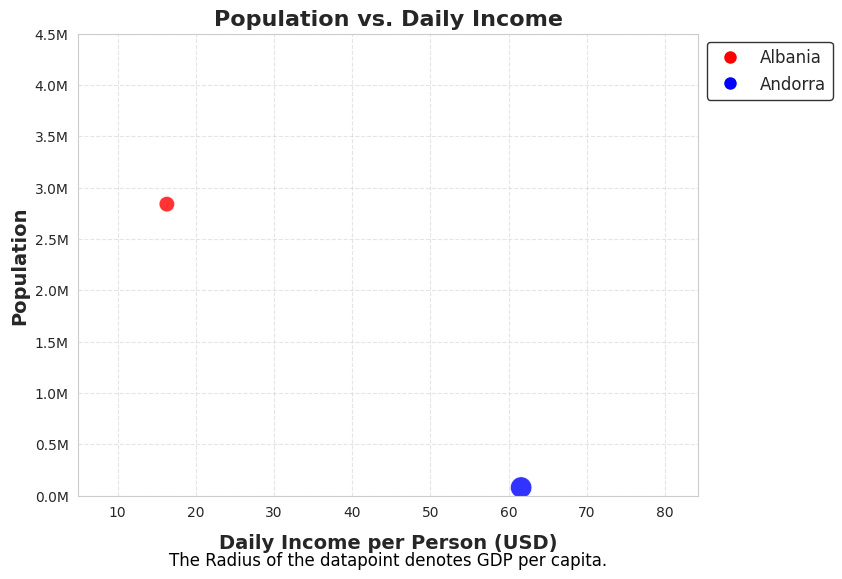 Population vs. Daily Income
Albania
Andorra
4.5M
4.0M
3.5M
3.0M
2.5M
2.0M
1.5M
1.0M
0.5M
0.0M
Population
10 20 30 40 50 60 70 80
Daily Income per Person (USD)
The Radius of the datapoint denotes GDP per capita.